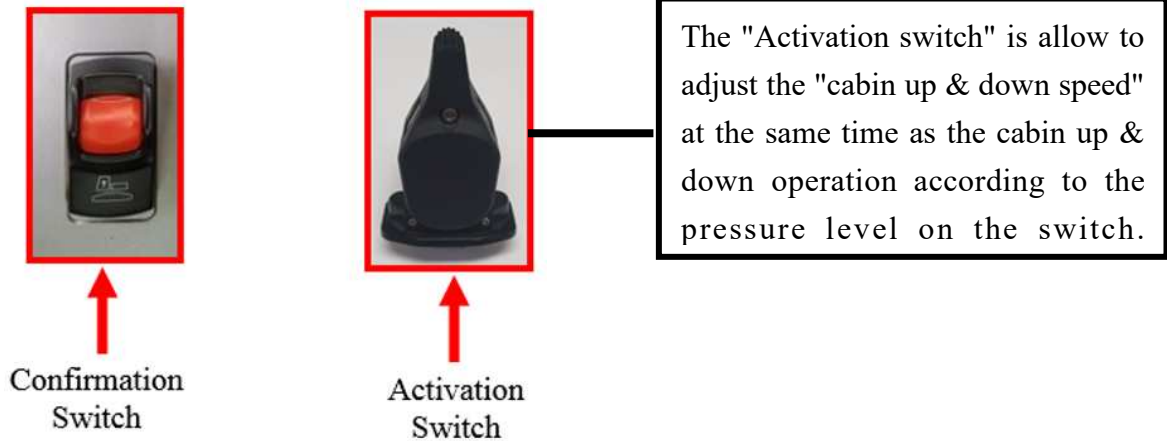 The "Activation switch" is allow to
adjust the "cabin up & down speed"
at the same time as the cabin up &
down operation according to the
pressure level on the switch.
Confirmation
Switch
Activation
Switch